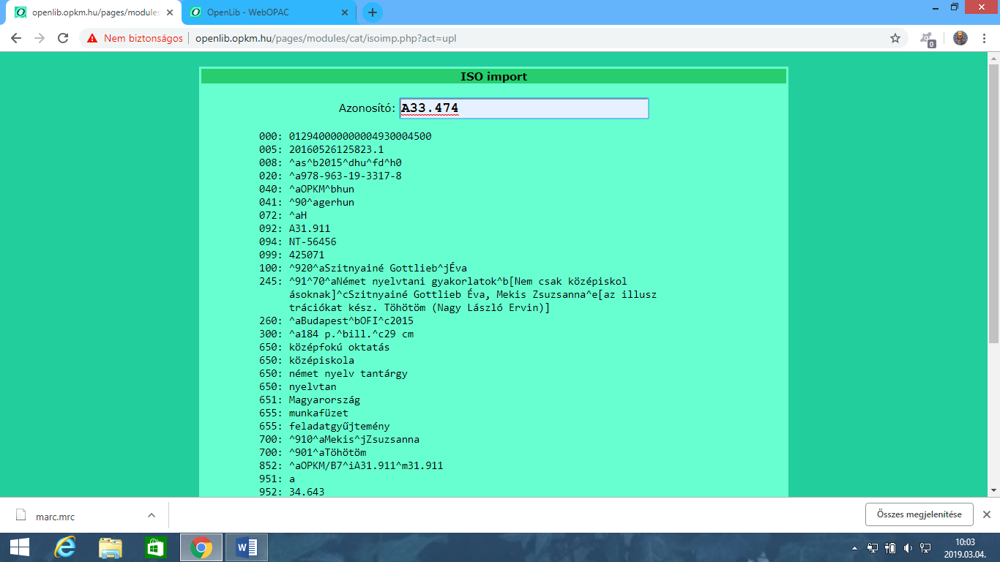 openlib.opkm.hu/pages/modules
OpenLib - WebOPAC
Nem biztonságos openlib.opkm.hu/pages/modules/cat/isoimp.php?act=upl
0
ISO import
Azonosító: A33.474
000: 012940000000004930004500
005: 20160526125823.1
008: ^as^b2015^dhu^fd^h0
020: ^a978-963-19-3317-8
040: ^aOPKM^bhun
041: ^90^agerhun
072: ^aH
092: A31.911
094: NT-56456
099: 425071
100: ^920^aSzitnyainé Gottlieb^jÉva
245: ^91^70^aNémet nyelvtani gyakorlatok^b[Nem csak középiskol
ásoknak]^cSzitnyainé Gottlieb Éva, Mekis Zsuzsanna^e[az illusz
trációkat kész. Töhötöm (Nagy László Ervin)]
260: ^aBudapest^bOFI^c2015
300: ^a184 p.^bill.^c29 cm
650: középfokú oktatás
650: középiskola
650: német nyelv tantárgy
650: nyelvtan
651: Magyarország
655: munkafüzet
655: feladatgyűjtemény
700: ^910^aMekis^jZsuzsanna
700: ^901^aTöhötöm
852: ^aOPKM/B7^iA31.911^m31.911
951: a
952: 34.643
marc.mrc
Összes megjelenítése
10:03
2019.03.04.